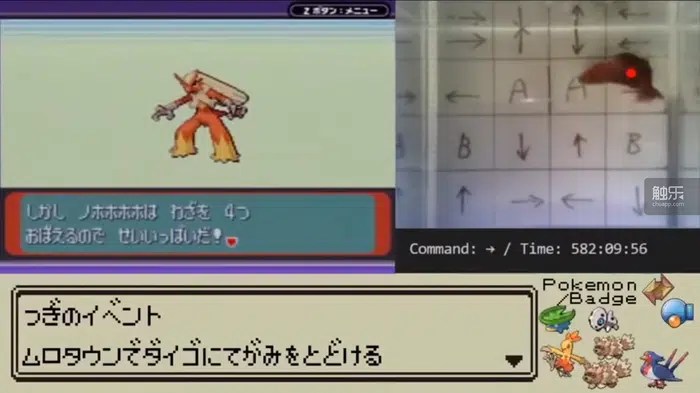 Zボタン:メニュー
しかし ノホホホホは わざを 4つ
おぼえるので せいいっぱいだ!
→ → ↕ ←
← A A
B ↓ ↑ B
↑ → ← ↓
触乐
chuapp.com
Command: → / Time: 582:09:56
つぎのイベント
ムロタウンでダイゴにてがみをとどける
Pokemon
/Badge